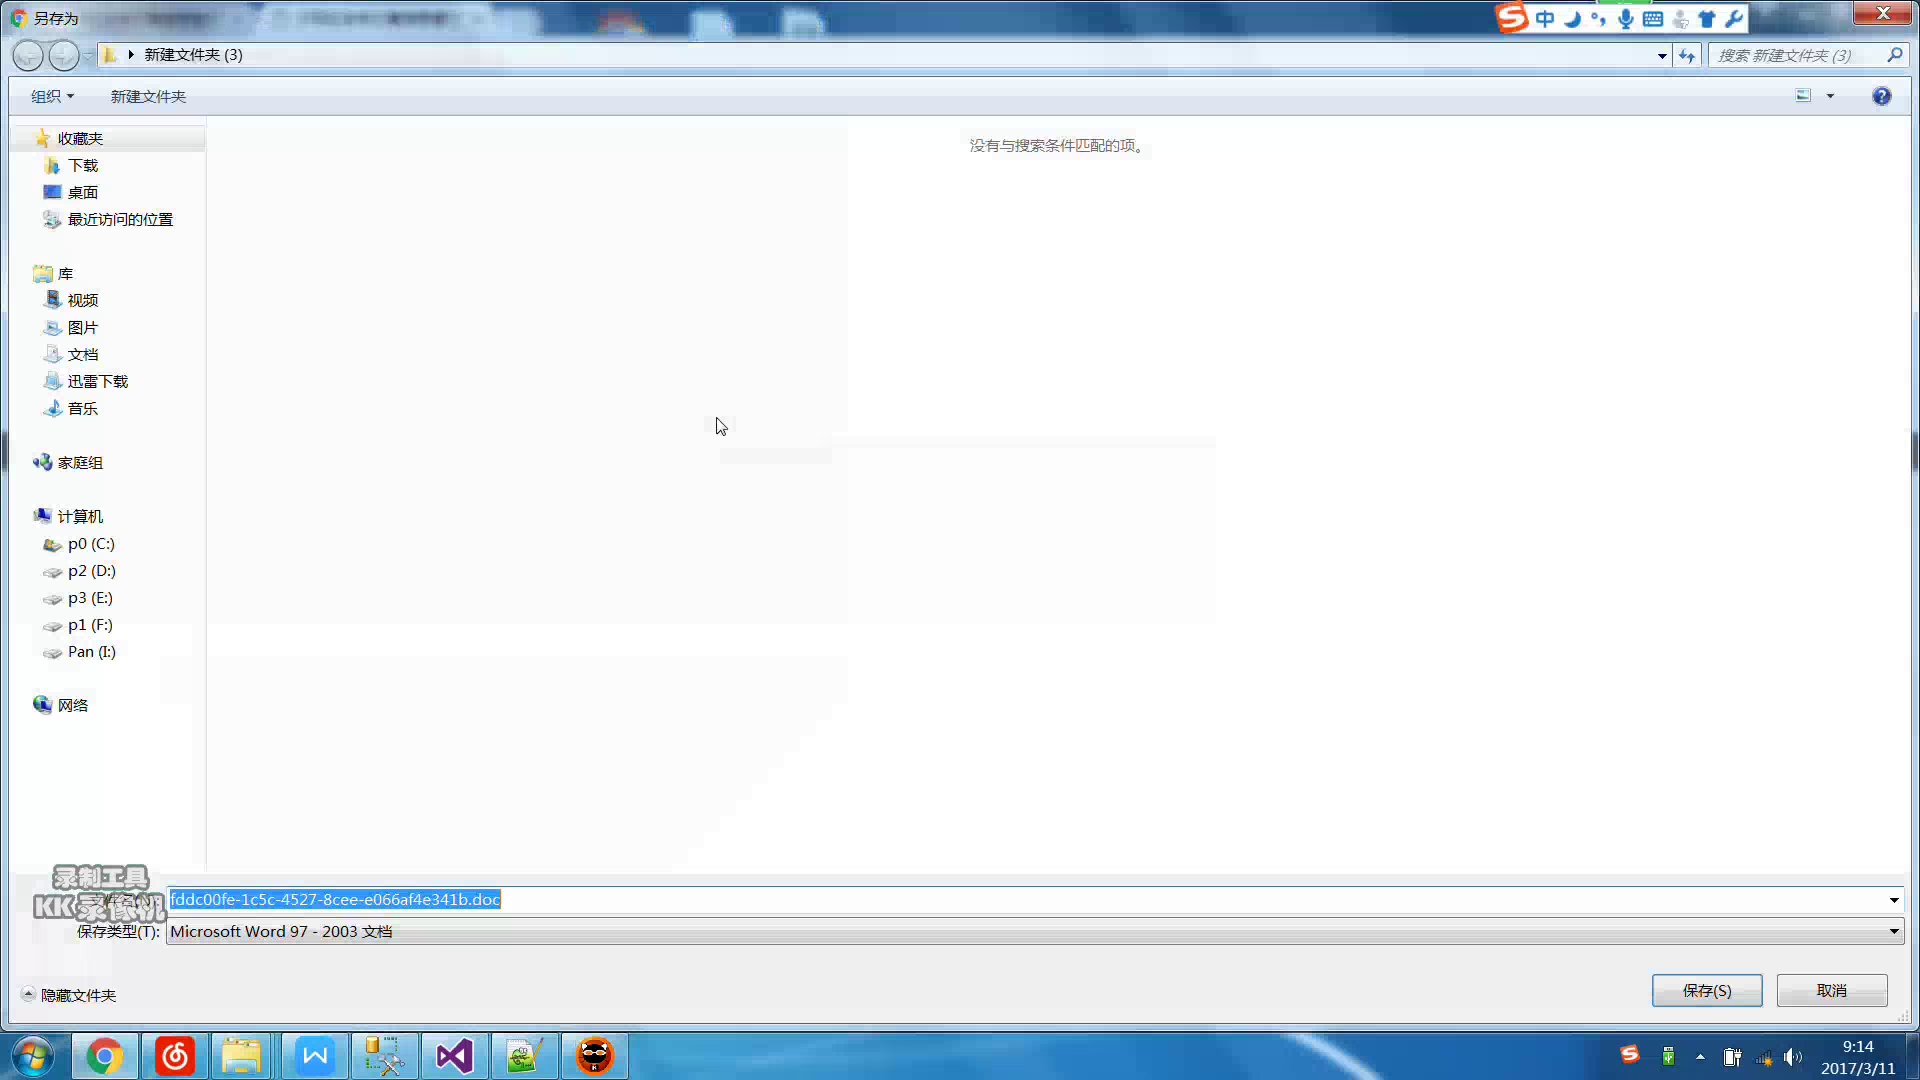 另存为
中
新建文件夹 (3)
搜索 新建文件夹 (3)
组织
新建文件夹
收藏夹
没有与搜索条件匹配的项。
下载
桌面
最近访问的位置
库
视频
图片
文档
迅雷下载
音乐
家庭组
计算机
p0 (C:)
p2 (D:)
p3 (E:)
p1 (F:)
Pan (I:)
网络
录制工具
KK录像机
fddc00fe-1c5c-4527-8cee-e066af4e341b.doc
保存类型(T):
Microsoft Word 97 - 2003 文档
隐藏文件夹
保存(S)
取消
9:14
2017/3/11